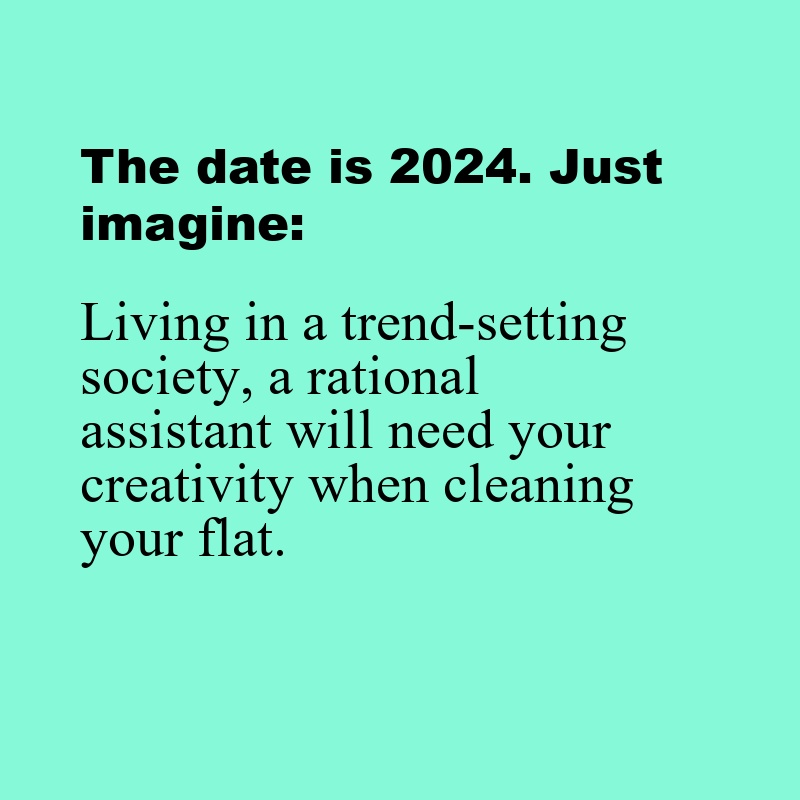 The date is 2024. Just
imagine:
Living in a trend-setting
society, a rational
assistant will need your
creativity when cleaning
your flat.